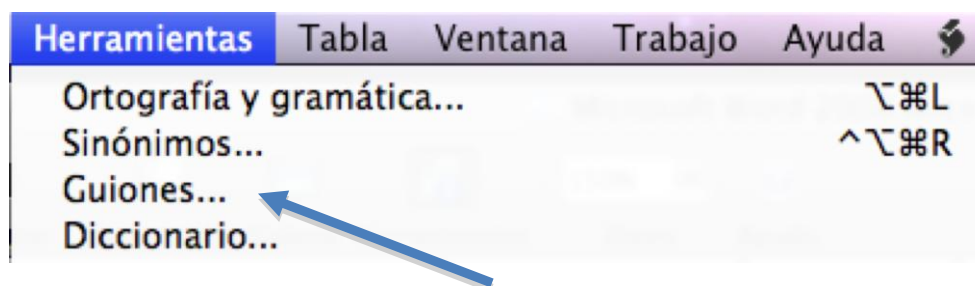 Herramientas Tabla Ventana Trabajo Ayuda
Ortografía y gramática... ⌥⌘L
Sinónimos... ^⌥⌘R
Guiones...
Diccionario...